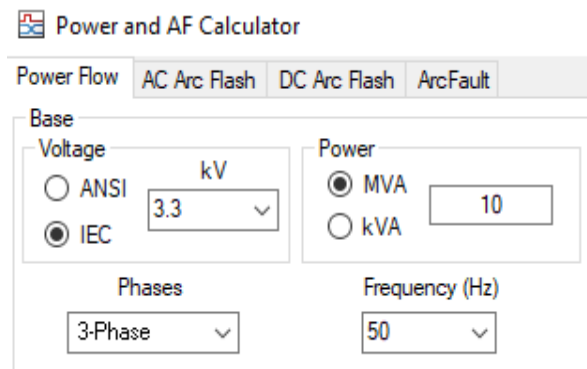 Power and AF Calculator
Power Flow AC Arc Flash DC Arc Flash ArcFault
Base
Voltage
kV
ANSI
3.3
IEC
Power
MVA
10
kVA
Phases
3-Phase
Frequency (Hz)
50